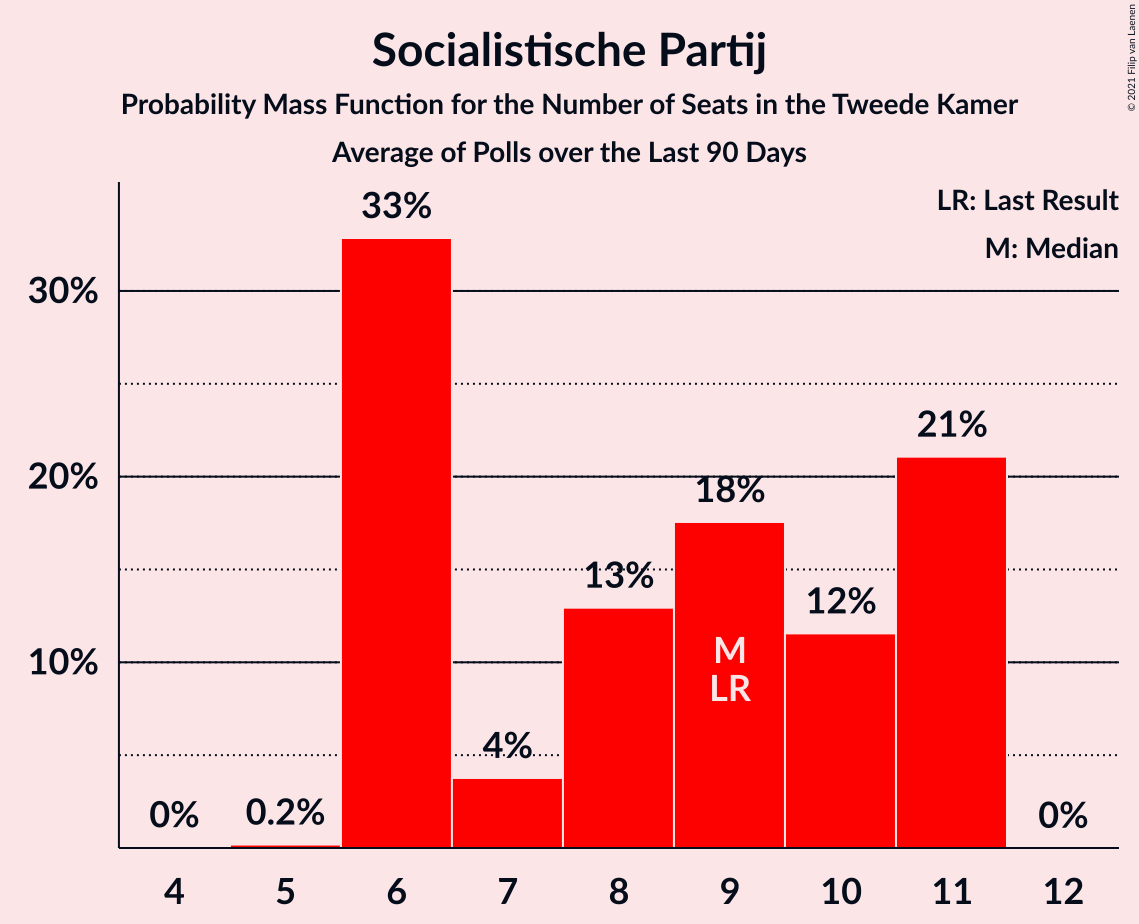 Socialistische Partij
Probability Mass Function for the Number of Seats in the Tweede Kamer
Average of Polls over the Last 90 Days
© 2021 Filip van Laenen
LR: Last Result
M: Median
30%
20%
10%
0%
0.2%
33%
4%
13%
18%
12%
21%
0%
M
LR
4 5 6 7 8 9 10 11 12